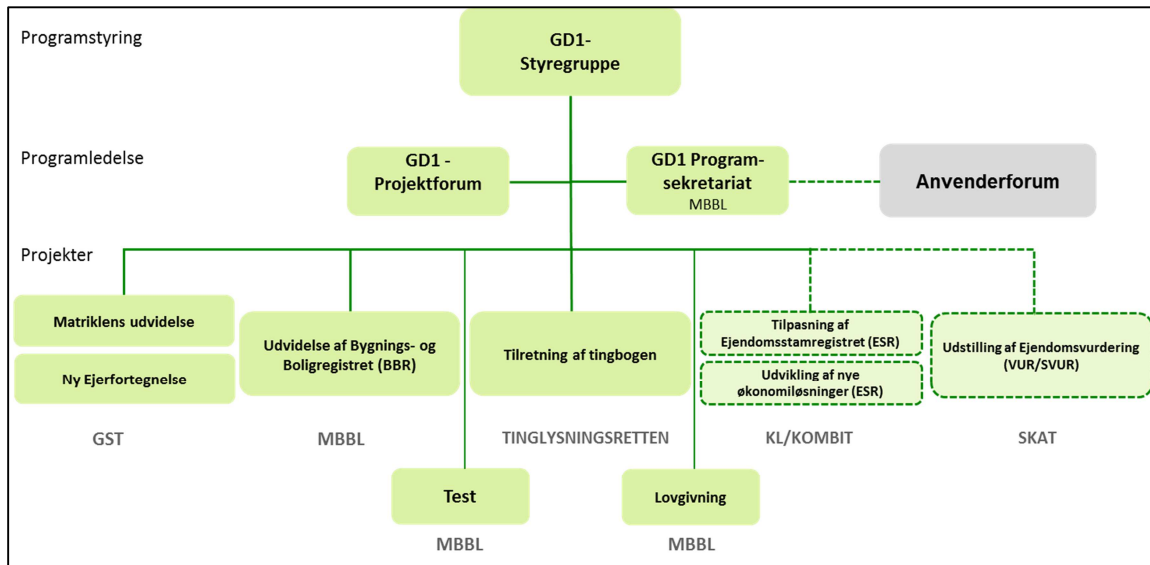 Programstyring
GD1-
Styregruppe
Programledelse
GD1 -
Projektforum
GD1 Program-
sekretariat
MBBL
Anvenderforum
Projekter
Matriklens udvidelse
Ny Ejerfortegnelse
Udvidelse af Bygnings- og
Boligregistret (BBR)
Tilretning af tingbogen
Tilpasning af
Ejendomsstamregistret (ESR)
Udvikling af nye
økonomiløsninger (ESR)
Udstilling af Ejendomsvurdering
(VUR/SVUR)
GST
MBBL
TINGLYSNINGSRETTEN
KL/KOMBIT
SKAT
Test
Lovgivning
MBBL
MBBL